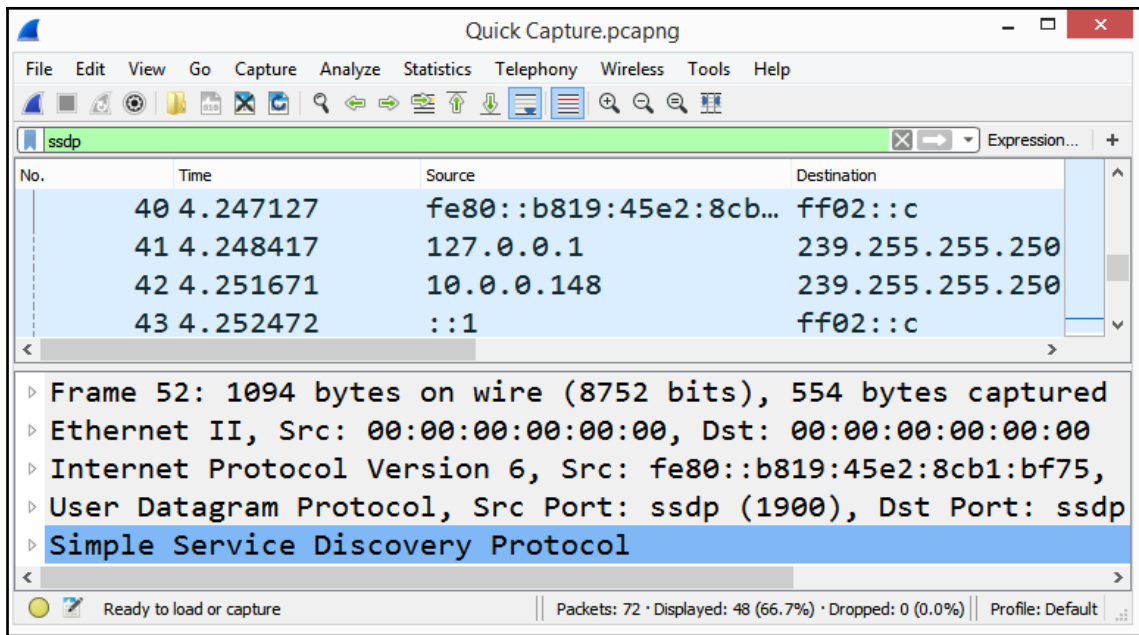 Quick Capture.pcapng
File Edit View Go Capture Analyze Statistics Telephony Wireless Tools Help
ssdp Expression... +
No. Time Source Destination
40 4.247127 fe80::b819:45e2:8cb... ff02::c
41 4.248417 127.0.0.1 239.255.255.250
42 4.251671 10.0.0.148 239.255.255.250
43 4.252472 ::1 ff02::c
Frame 52: 1094 bytes on wire (8752 bits), 554 bytes captured
Ethernet II, Src: 00:00:00:00:00:00, Dst: 00:00:00:00:00:00
Internet Protocol Version 6, Src: fe80::b819:45e2:8cb1:bf75,
User Datagram Protocol, Src Port: ssdp (1900), Dst Port: ssdp
Simple Service Discovery Protocol
Ready to load or capture Packets: 72 · Displayed: 48 (66.7%) · Dropped: 0 (0.0%) Profile: Default